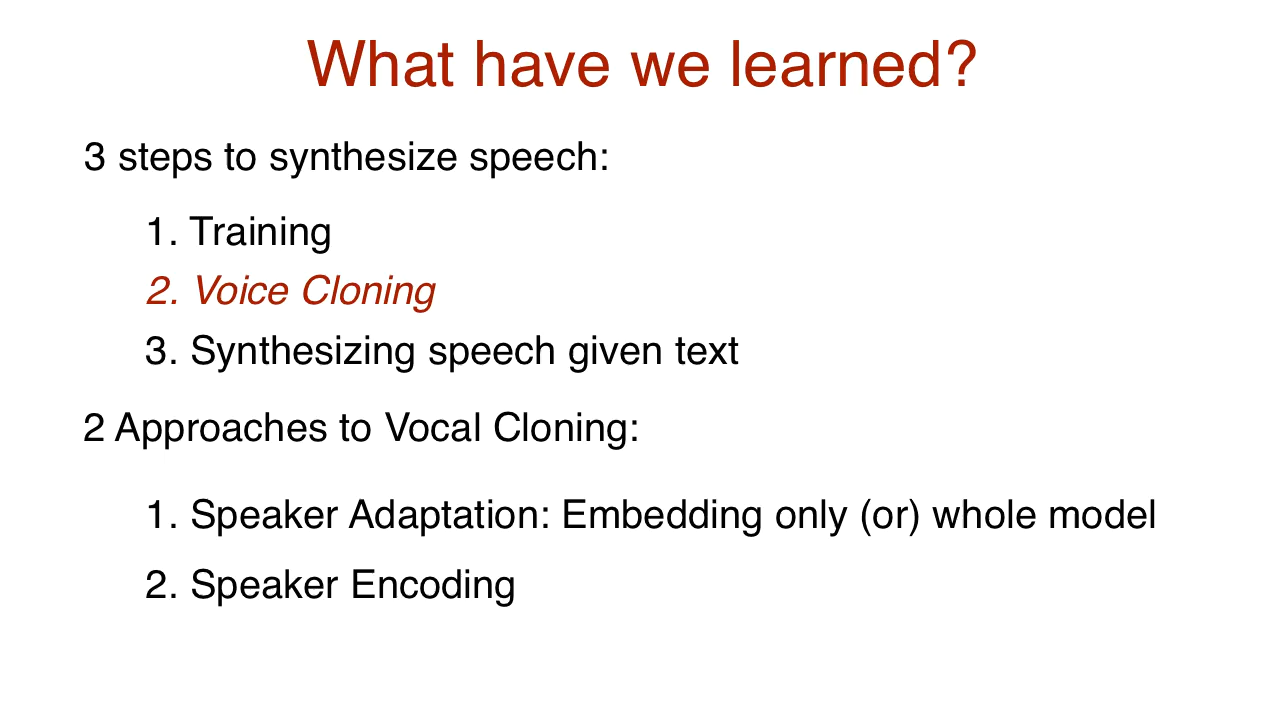 What have we learned?
3 steps to synthesize speech:
1. Training
2. Voice Cloning
3. Synthesizing speech given text
2 Approaches to Vocal Cloning:
1. Speaker Adaptation: Embedding only (or) whole model
2. Speaker Encoding